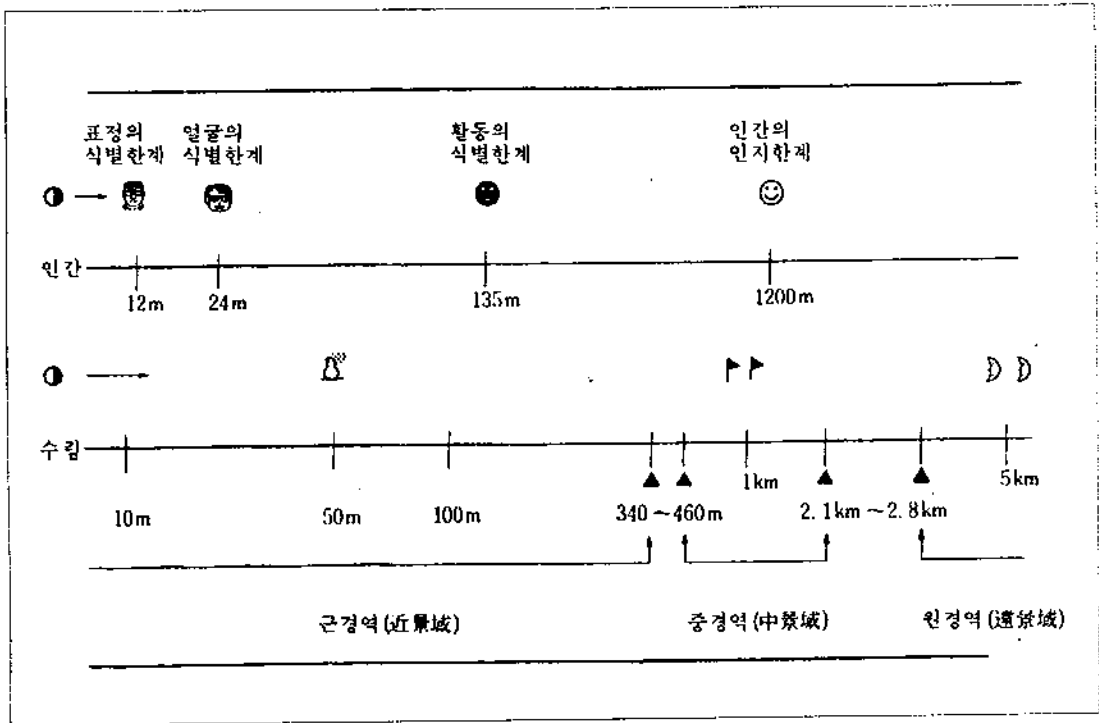 표정의 얼굴의 활동의 인간의
식별한계 식별한계 식별한계 인지한계
인간
12m 24m 135m 1200m
수림
1km 5km
10m 50m 100m 340 ~460m 2.1km ~2.8km
근경역(近景域) 중경역(中景域) 원경역(遠景域)